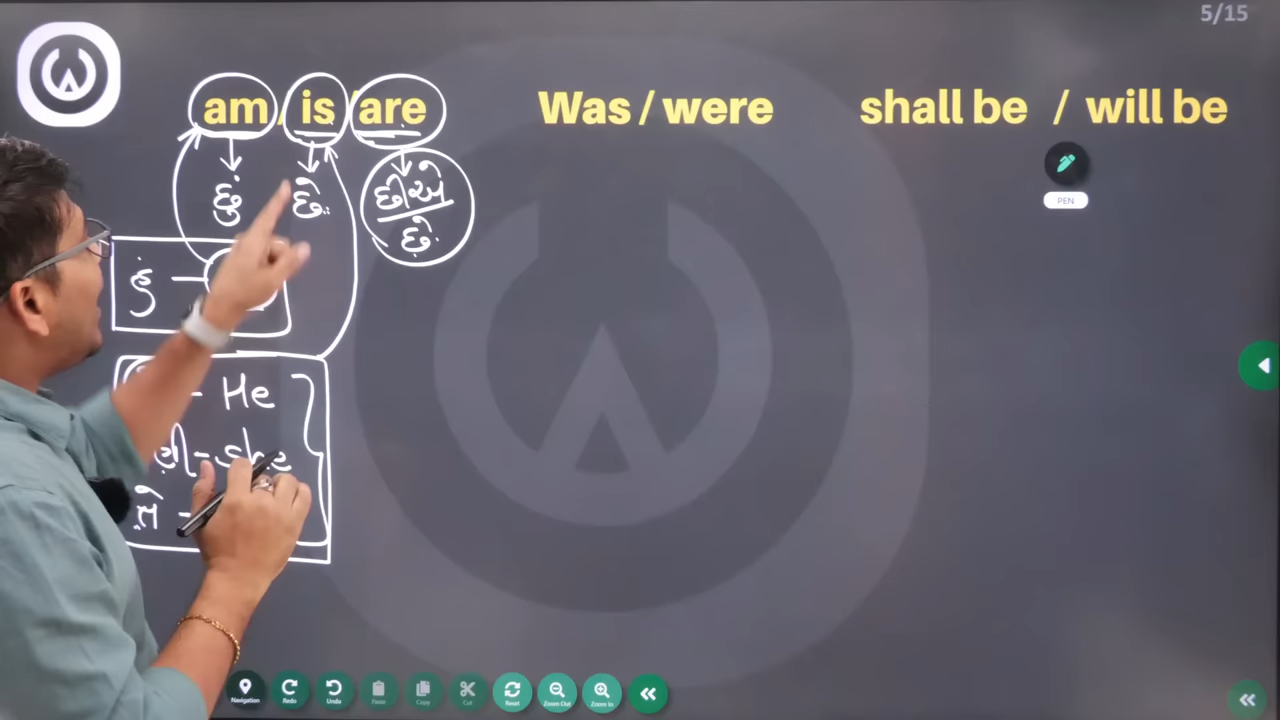 5/15
am / is / are Was / were shall be / will be
છું છે. છીએ
છે.
PEN
હું –
- He
- she
તે -
Navigation Redo Undo Paste Copy Cut Reset Zoom Out Zoom In